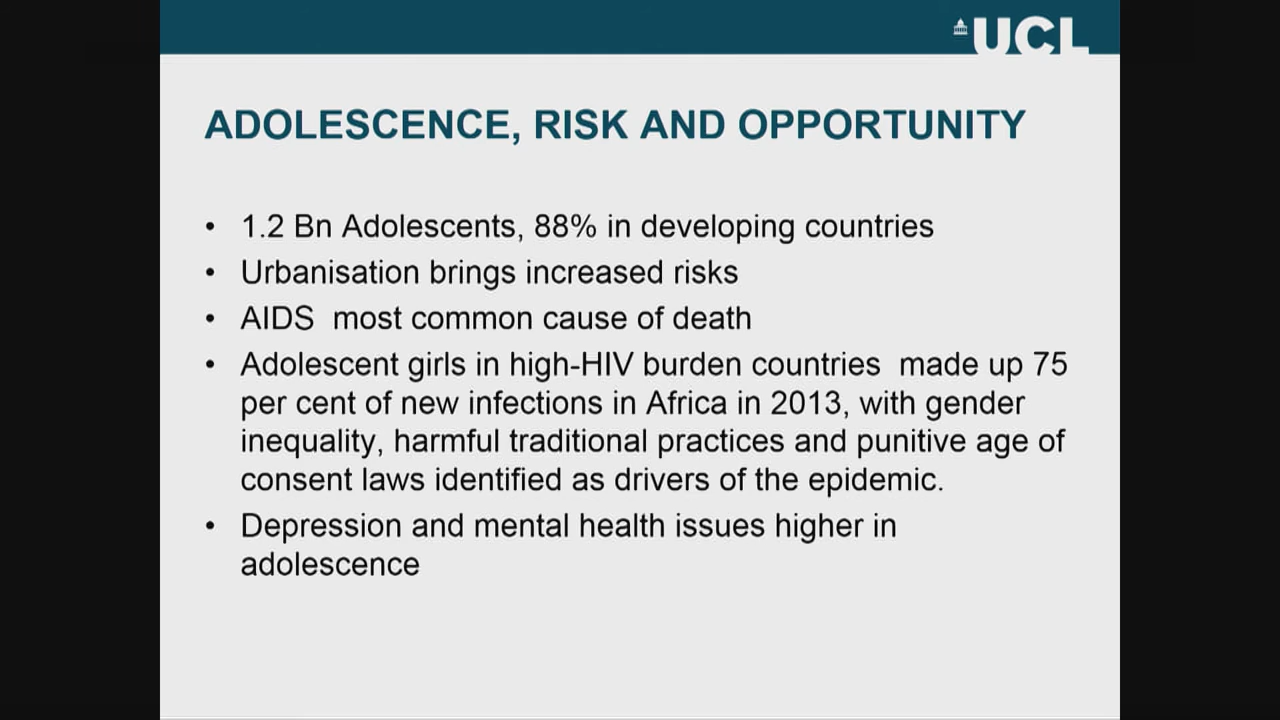 UCL
ADOLESCENCE, RISK AND OPPORTUNITY
• 1.2 Bn Adolescents, 88% in developing countries
• Urbanisation brings increased risks
• AIDS  most common cause of death
• Adolescent girls in high-HIV burden countries  made up 75
per cent of new infections in Africa in 2013, with gender
inequality, harmful traditional practices and punitive age of
consent laws identified as drivers of the epidemic.
• Depression and mental health issues higher in
adolescence